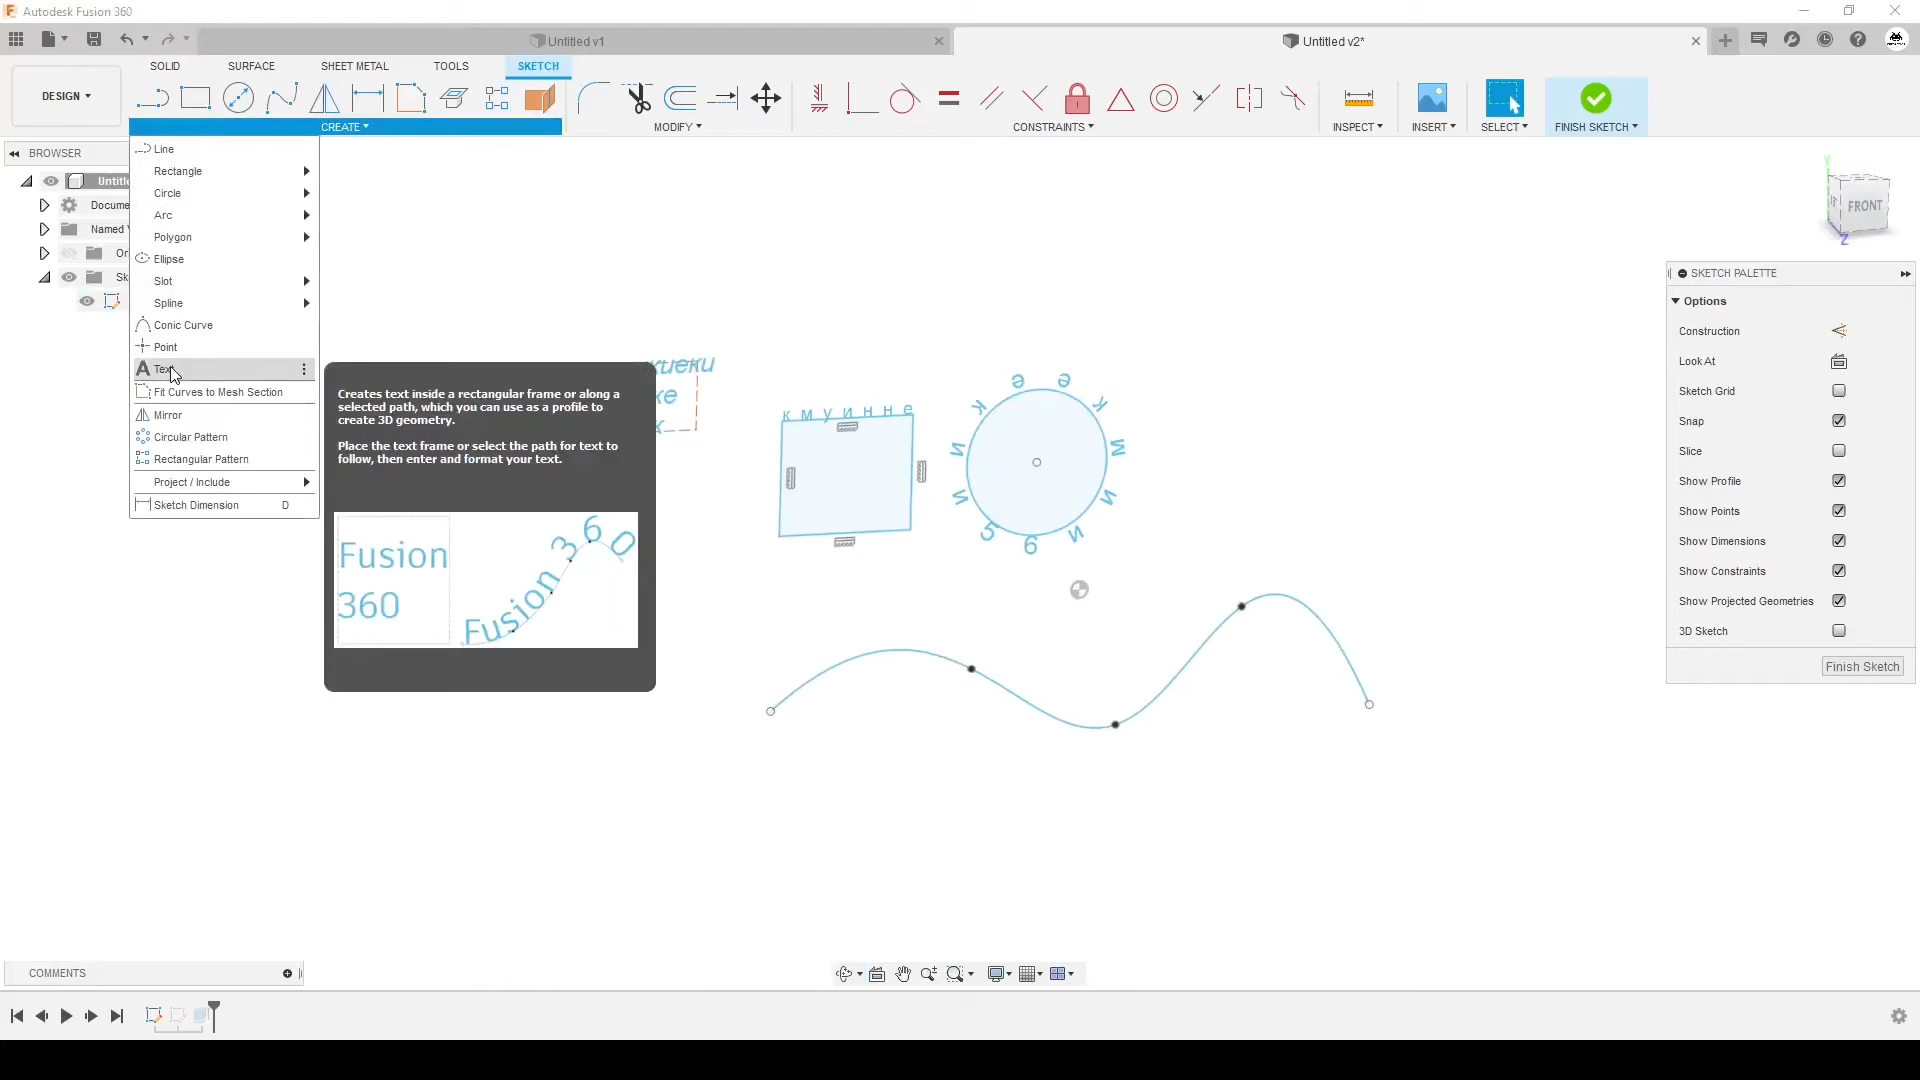 Autodesk Fusion 360
Untitled v1
Untitled v2*
SOLID SURFACE SHEET METAL TOOLS SKETCH
DESIGN
CREATE MODIFY CONSTRAINTS INSPECT INSERT SELECT FINISH SKETCH
BROWSER
Untitle
Docume
Named V
Or
Sk
Line
Rectangle
Circle
Arc
Polygon
Ellipse
Slot
Spline
Conic Curve
Point
Text
Fit Curves to Mesh Section
Mirror
Circular Pattern
Rectangular Pattern
Project / Include
Sketch Dimension D
Creates text inside a rectangular frame or along a
selected path, which you can use as a profile to
create 3D geometry.
Place the text frame or select the path for text to
follow, then enter and format your text.
Fusion
360
Fusion 360
кмуинне
FRONT
Y
Z
SKETCH PALETTE
Options
Construction
Look At
Sketch Grid
Snap
Slice
Show Profile
Show Points
Show Dimensions
Show Constraints
Show Projected Geometries
3D Sketch
Finish Sketch
COMMENTS